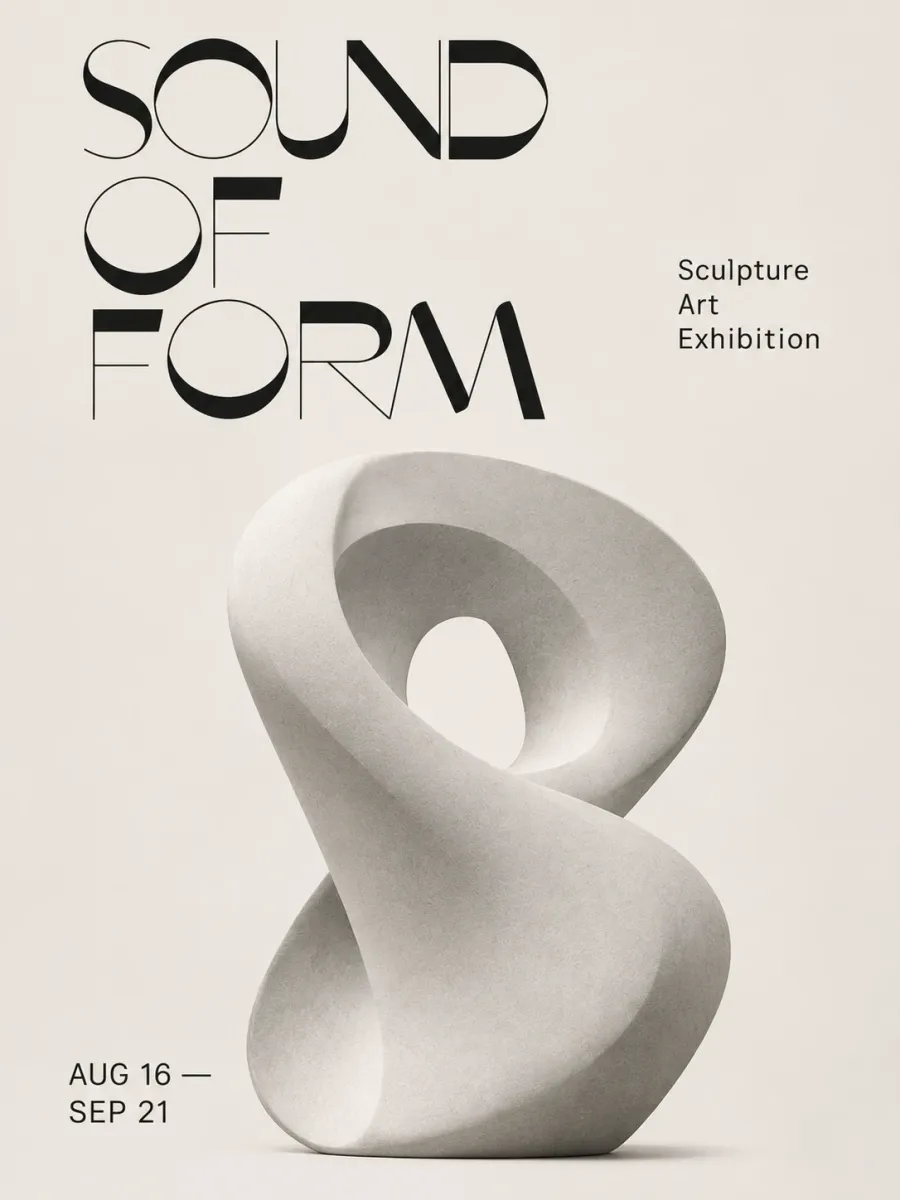 SOUND
OF
FORM
Sculpture
Art
Exhibition
AUG 16 —
SEP 21